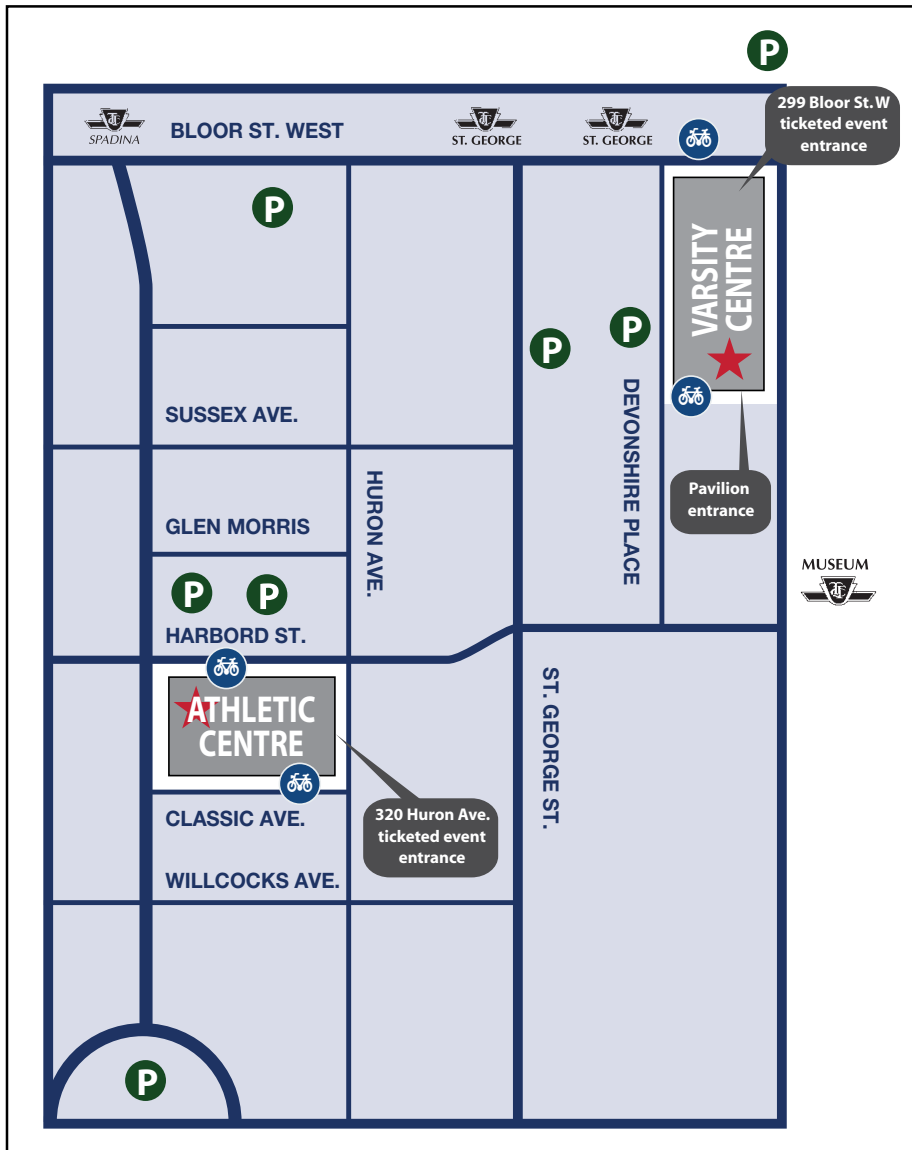 P
299 Bloor St. W
ticketed event
entrance
SPADINA
BLOOR ST. WEST
ST. GEORGE
ST. GEORGE
P
VARSITY
CENTRE
P
P
DEVONSHIRE PLACE
SUSSEX AVE.
HURON AVE.
Pavilion
entrance
GLEN MORRIS
MUSEUM
P
P
HARBORD ST.
ATHLETIC
CENTRE
ST. GEORGE ST.
CLASSIC AVE.
320 Huron Ave.
ticketed event
entrance
WILLCOCKS AVE.
P